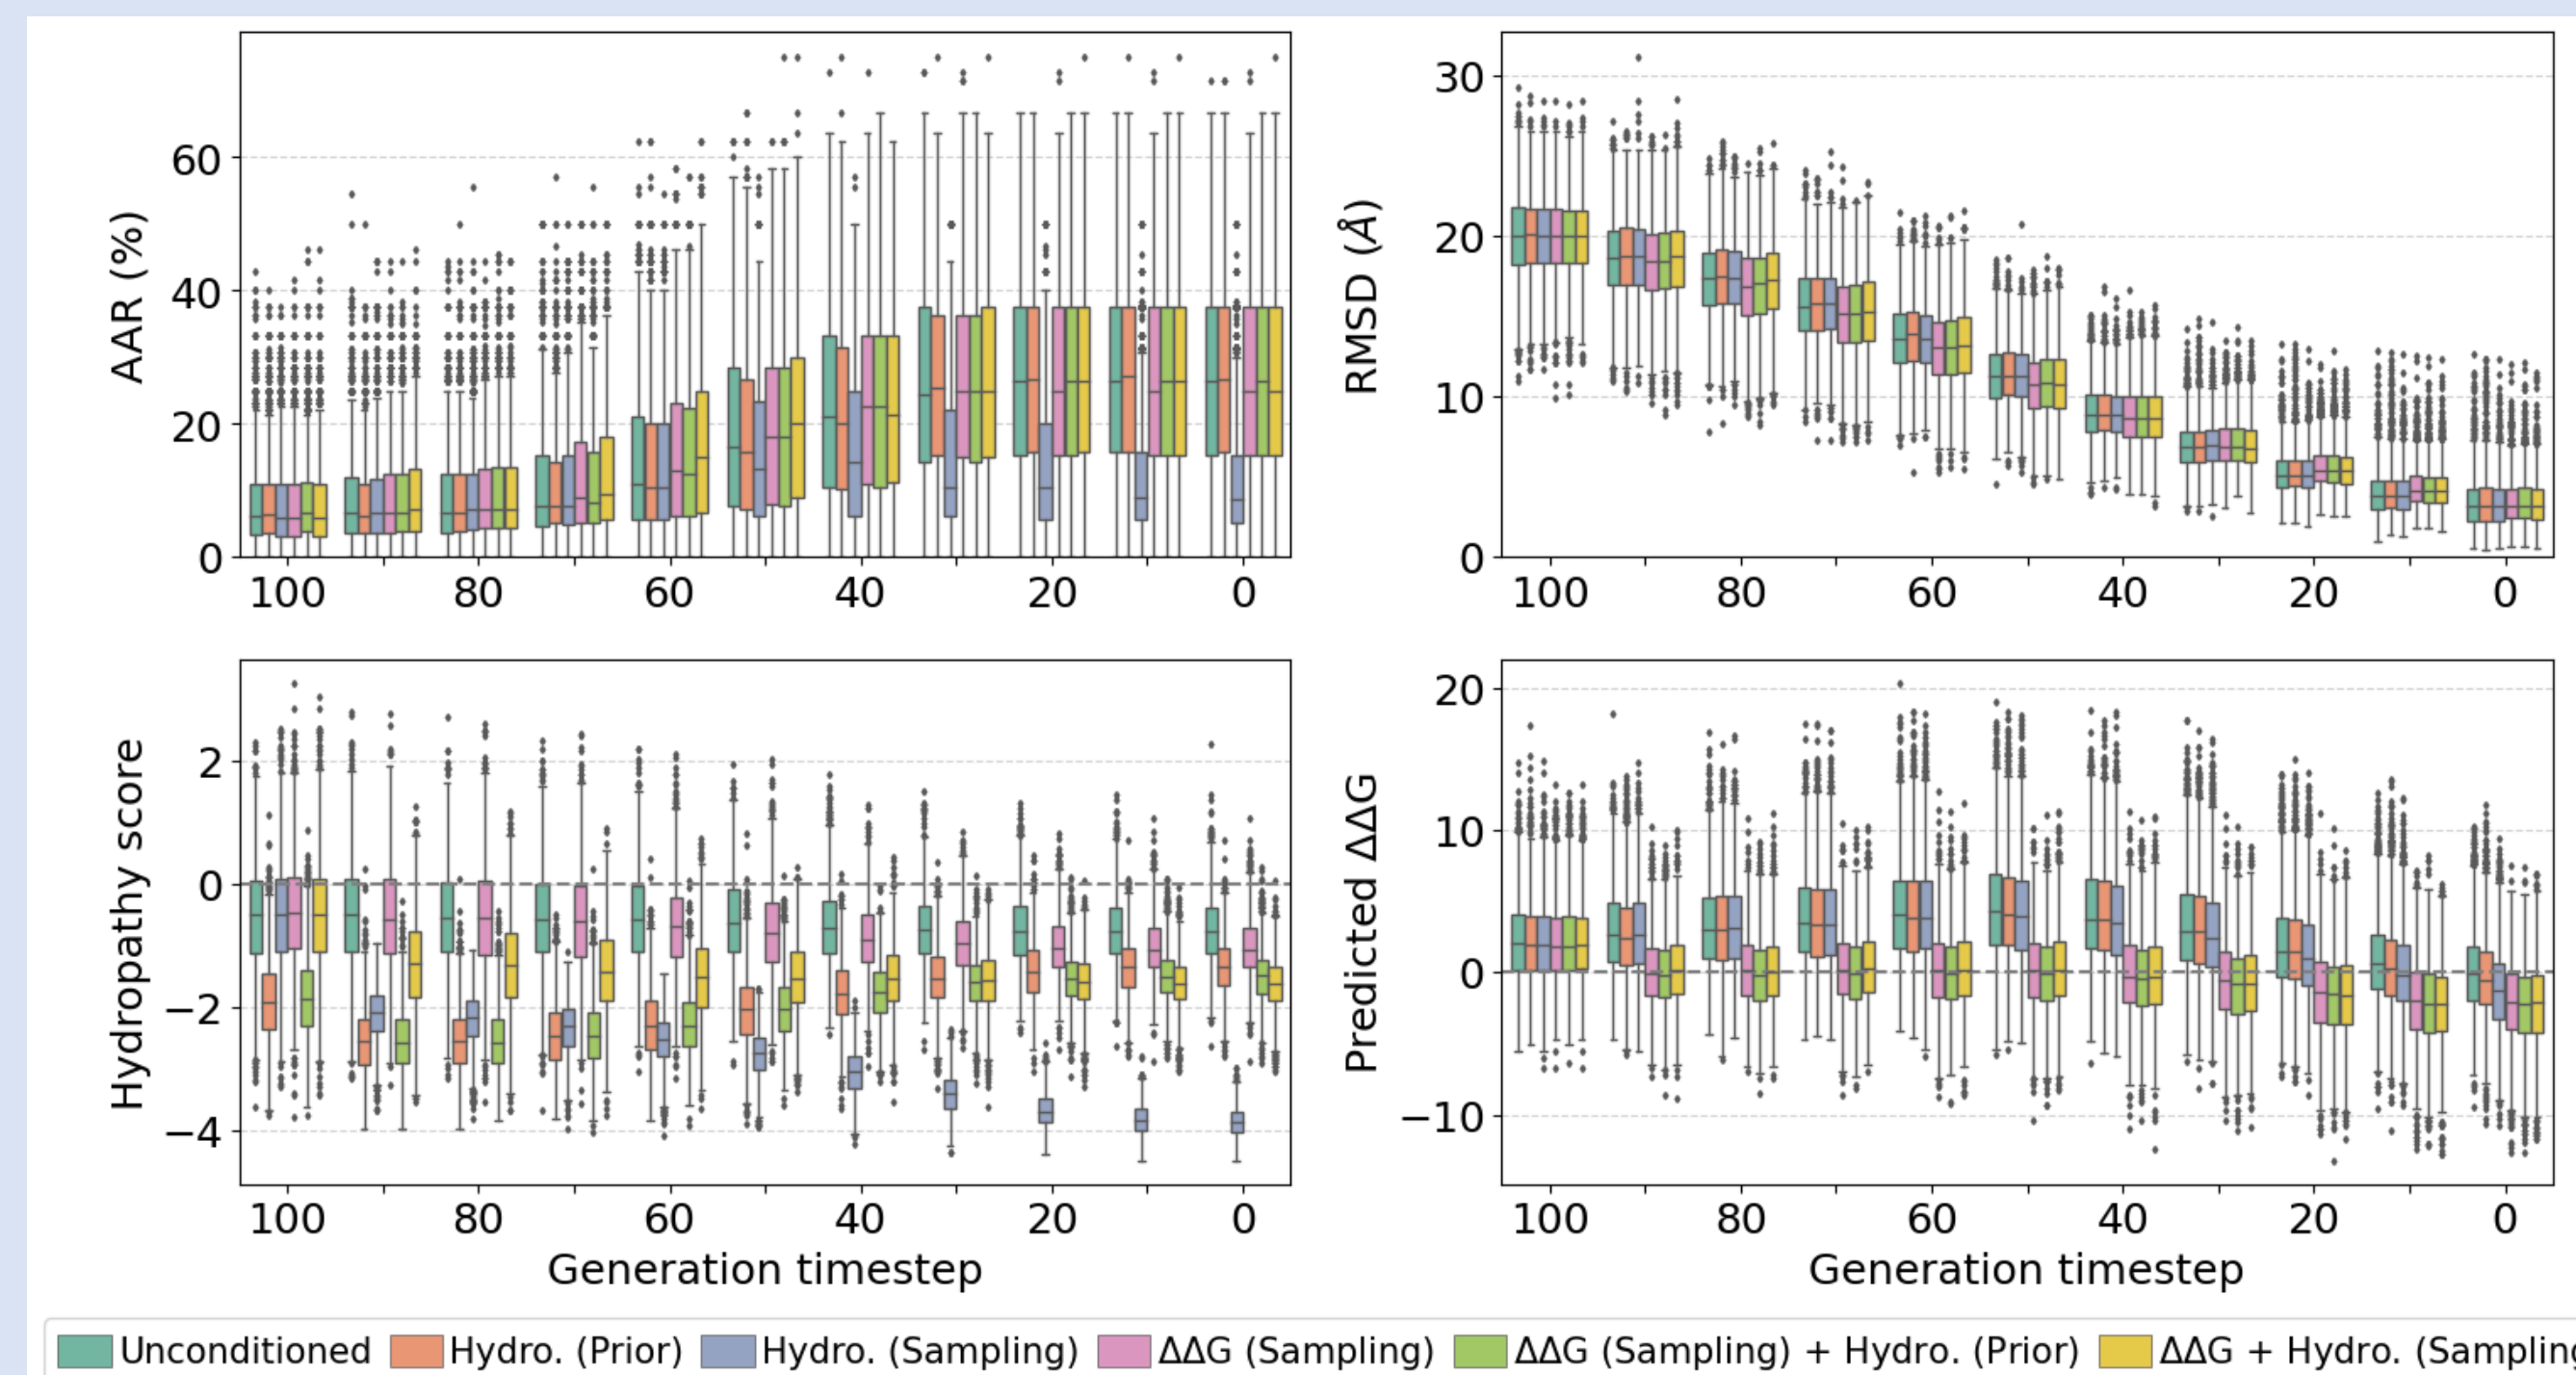 AAR (%)
60
40
20
0
100 80 60 40 20 0
RMSD (Å)
30
20
10
0
100 80 60 40 20 0
Hydropathy score
2
0
−2
−4
100 80 60 40 20 0
Generation timestep
Predicted ΔΔG
20
10
0
−10
100 80 60 40 20 0
Generation timestep
Unconditioned Hydro. (Prior) Hydro. (Sampling) ΔΔG (Sampling) ΔΔG (Sampling) + Hydro. (Prior) ΔΔG + Hydro. (Sampling